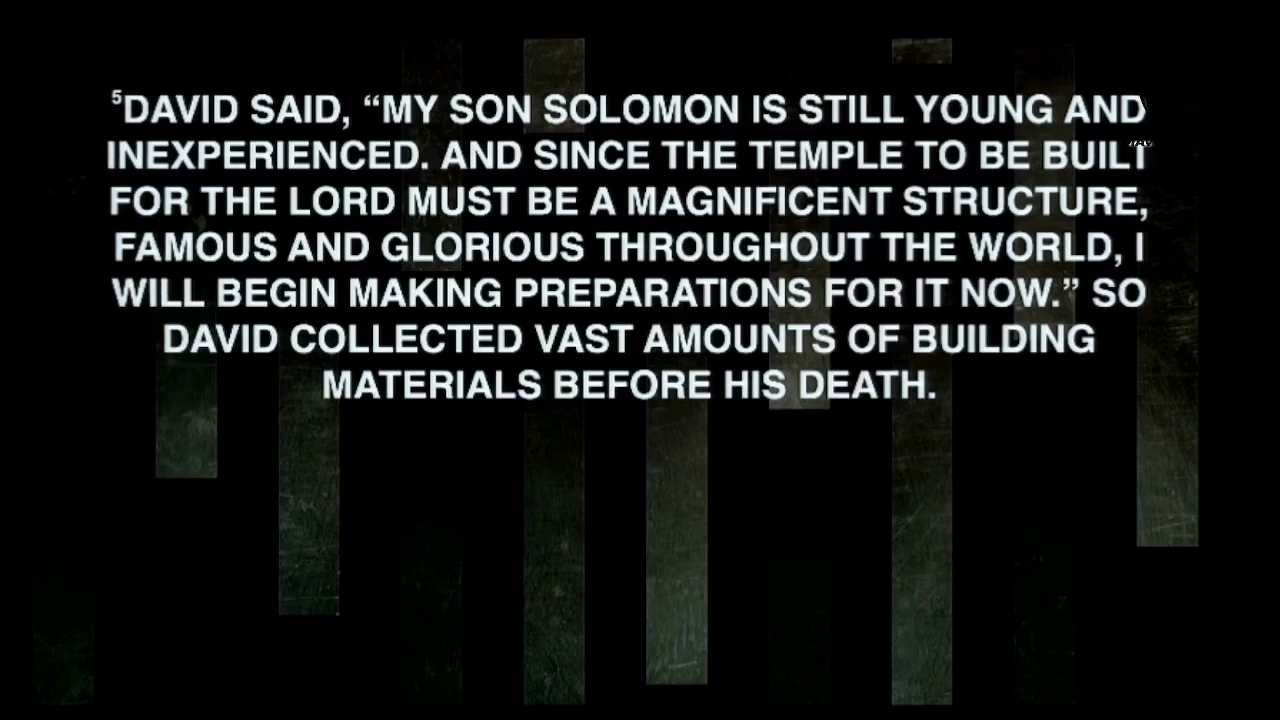 ⁵DAVID SAID, “MY SON SOLOMON IS STILL YOUNG AND
INEXPERIENCED. AND SINCE THE TEMPLE TO BE BUILT
FOR THE LORD MUST BE A MAGNIFICENT STRUCTURE,
FAMOUS AND GLORIOUS THROUGHOUT THE WORLD, I
WILL BEGIN MAKING PREPARATIONS FOR IT NOW.” SO
DAVID COLLECTED VAST AMOUNTS OF BUILDING
MATERIALS BEFORE HIS DEATH.